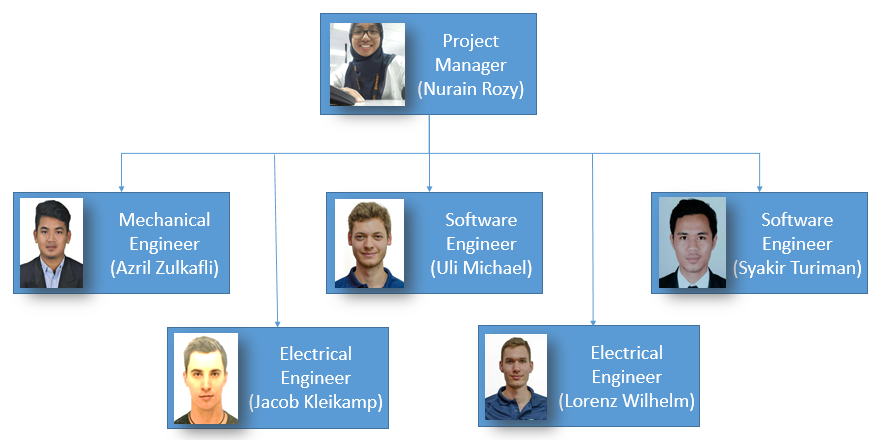 Project
Manager
(Nurain Rozy)
Mechanical
Engineer
(Azril Zulkafli)
Software
Engineer
(Uli Michael)
Software
Engineer
(Syakir Turiman)
Electrical
Engineer
(Jacob Kleikamp)
Electrical
Engineer
(Lorenz Wilhelm)